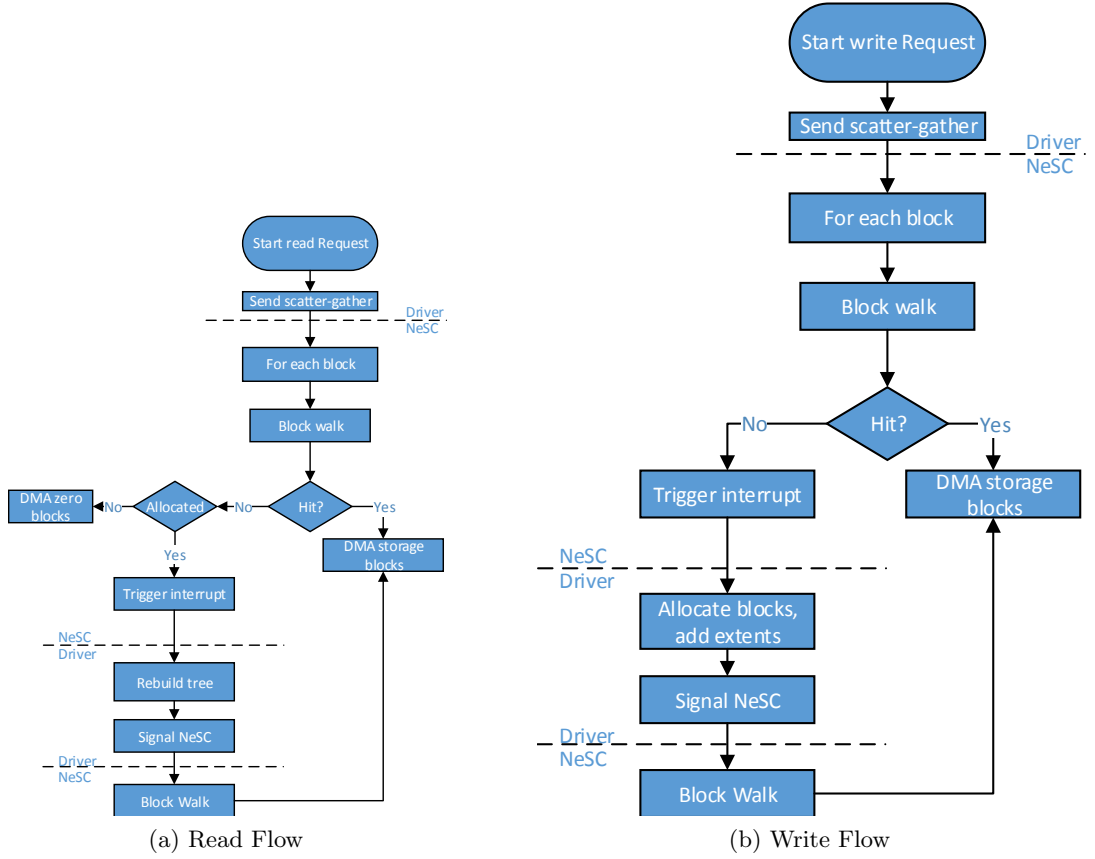 Start read Request
Send scatter-gather
Driver
NeSC
For each block
Block walk
Hit?
No
Yes
Allocated
No
DMA zero
blocks
DMA storage
blocks
Yes
Trigger interrupt
NeSC
Driver
Rebuild tree
Signal NeSC
Driver
NeSC
Block Walk
(a) Read Flow
Start write Request
Send scatter-gather
Driver
NeSC
For each block
Block walk
Hit?
No
Yes
Trigger interrupt
DMA storage
blocks
NeSC
Driver
Allocate blocks,
add extents
Signal NeSC
Driver
NeSC
Block Walk
(b) Write Flow